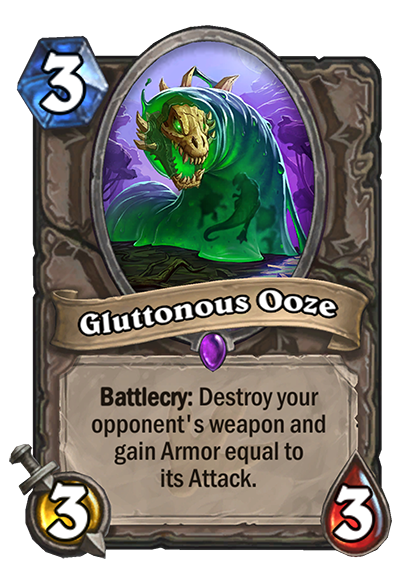 3
Gluttonous Ooze
Battlecry: Destroy your
opponent's weapon and
gain Armor equal to
its Attack.
3
3